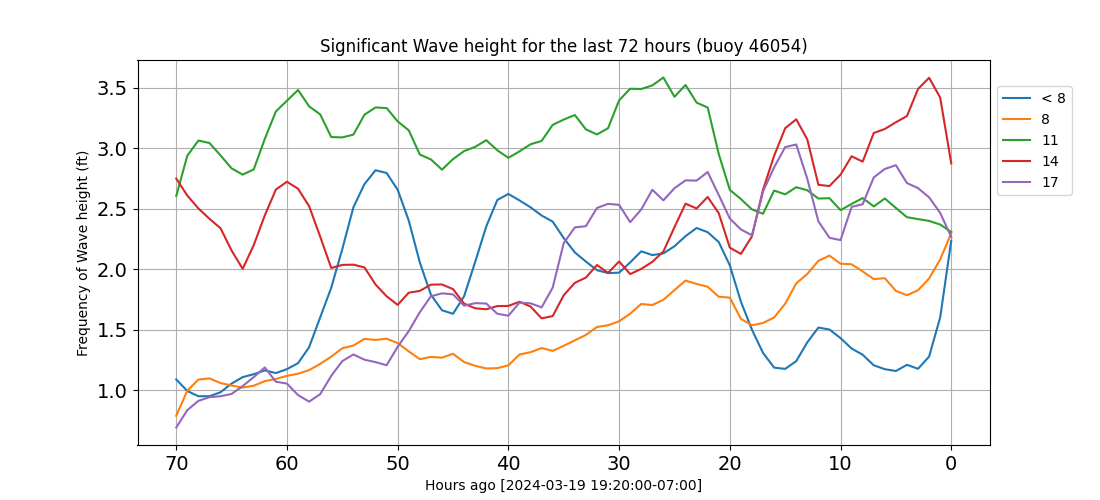 Significant Wave height for the last 72 hours (buoy 46054)
Frequency of Wave height (ft)
3.5
3.0
2.5
2.0
1.5
1.0
70 60 50 40 30 20 10 0
Hours ago [2024-03-19 19:20:00-07:00]
< 8
8
11
14
17